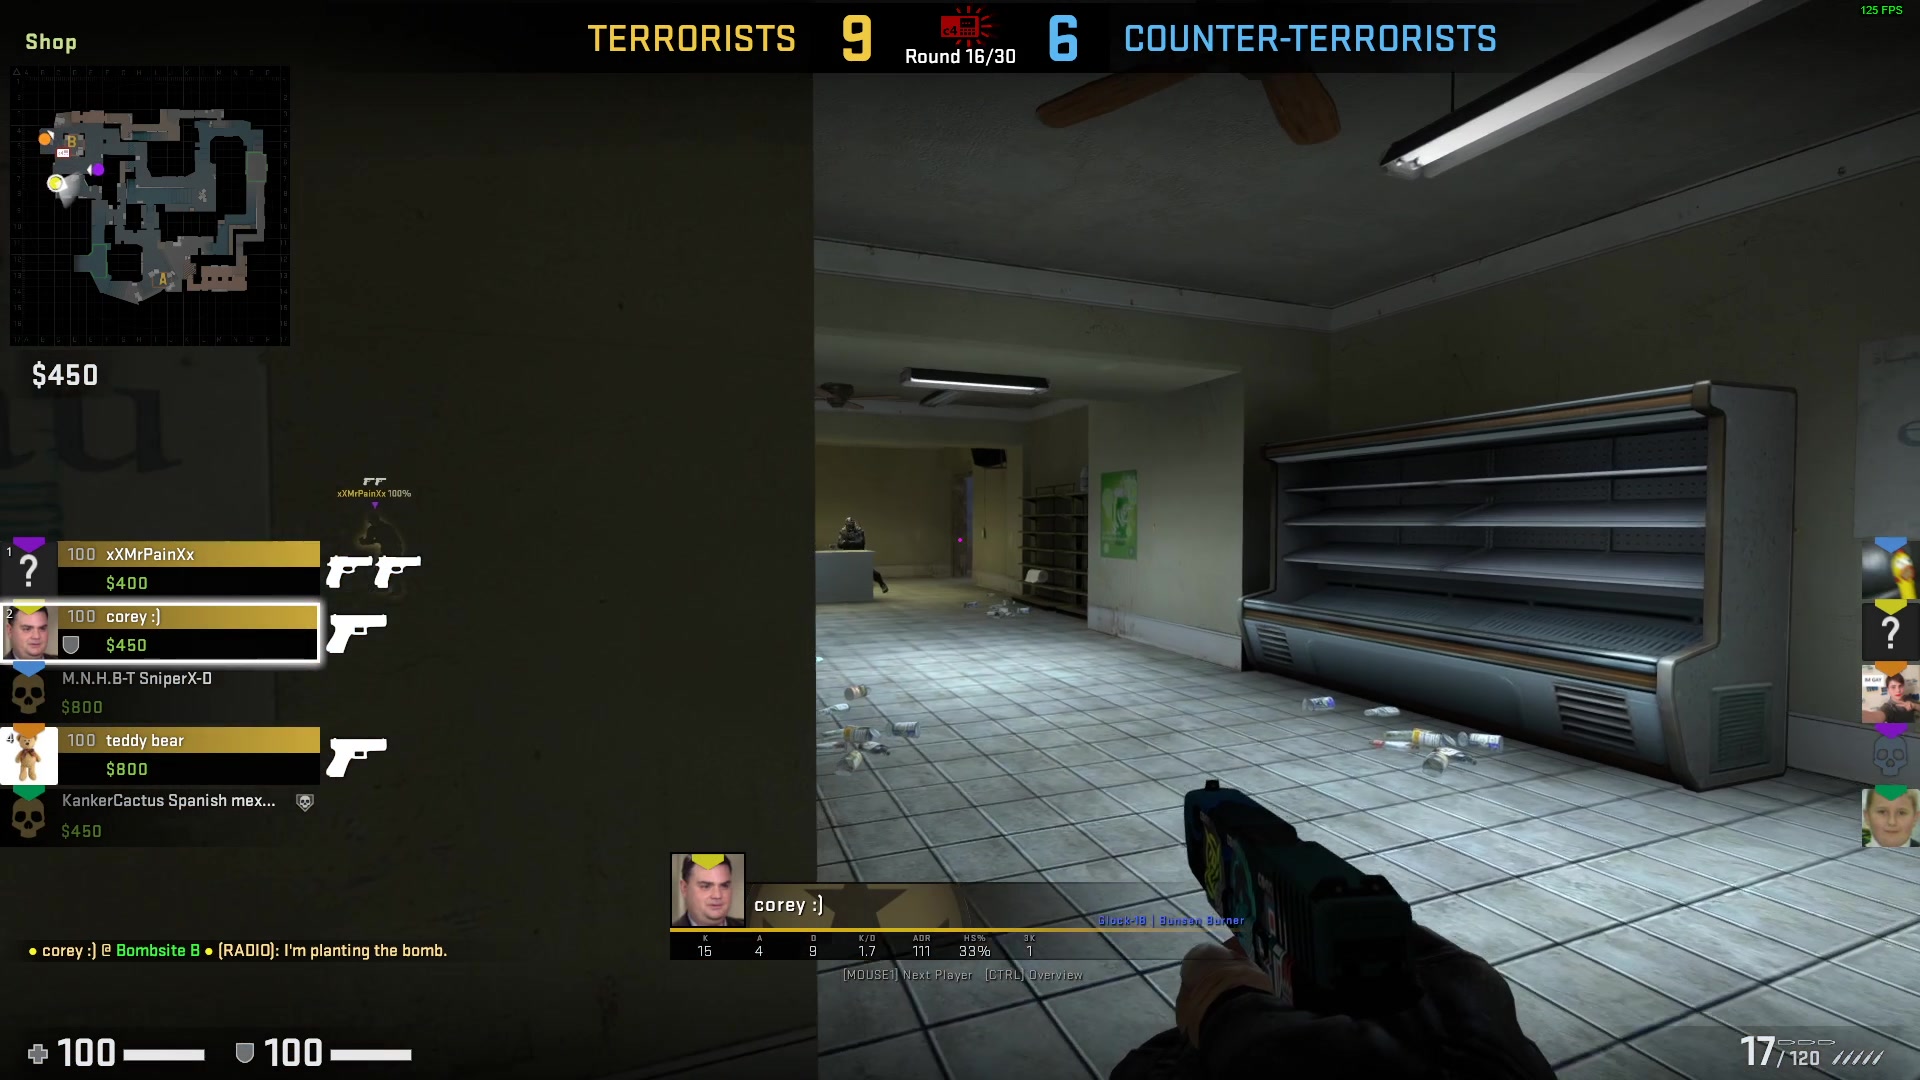 125 FPS
TERRORISTS 9 6 COUNTER-TERRORISTS
Round 16/30
Shop
B
A
$450
xXMrPainXx 100%
1 ? 100 xXMrPainXx
$400
2 100 corey :)
$450
M.N.H.B-T SniperX-D
$800
4 100 teddy bear
$800
KankerCactus Spanish mex...
$450
?
corey :)
Glock-18 | Bunsen Burner
K A D K/D ADR HS% 3K
15 4 9 1.7 111 33% 1
[MOUSE1] Next Player [CTRL] Overview
● corey :) @ Bombsite B ● (RADIO): I'm planting the bomb.
100 100
17 / 120